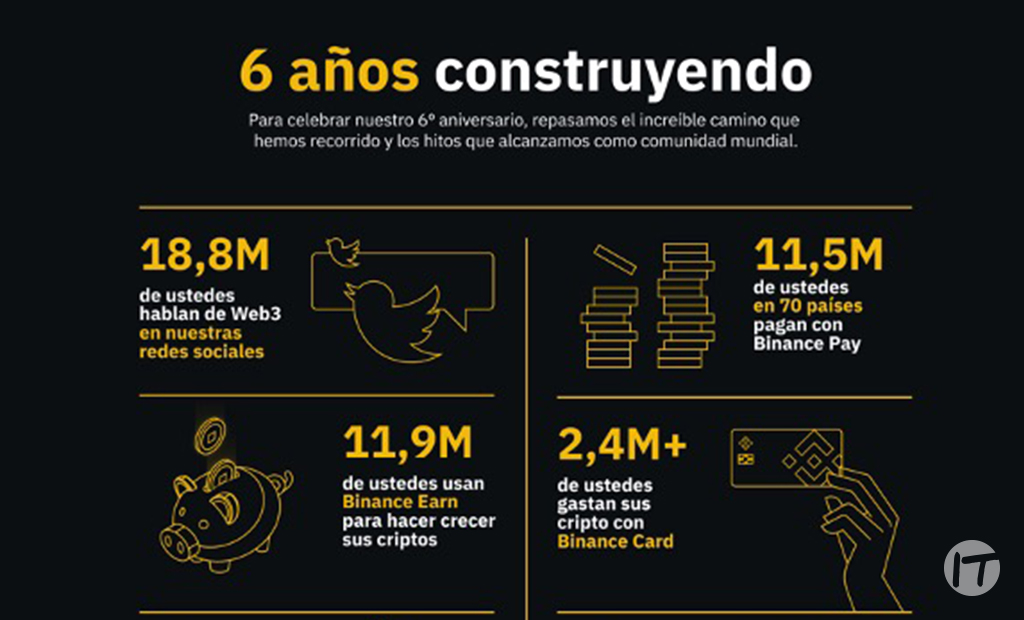 6 años construyendo
Para celebrar nuestro 6º aniversario, repasamos el increíble camino que
hemos recorrido y los hitos que alcanzamos como comunidad mundial.
18,8M
de ustedes
hablan de Web3
en nuestras
redes sociales
11,5M
de ustedes
en 70 países
pagan con
Binance Pay
11,9M
de ustedes usan
Binance Earn
para hacer crecer
sus criptos
2,4M+
de ustedes
gastan sus
cripto con
Binance Card
IT